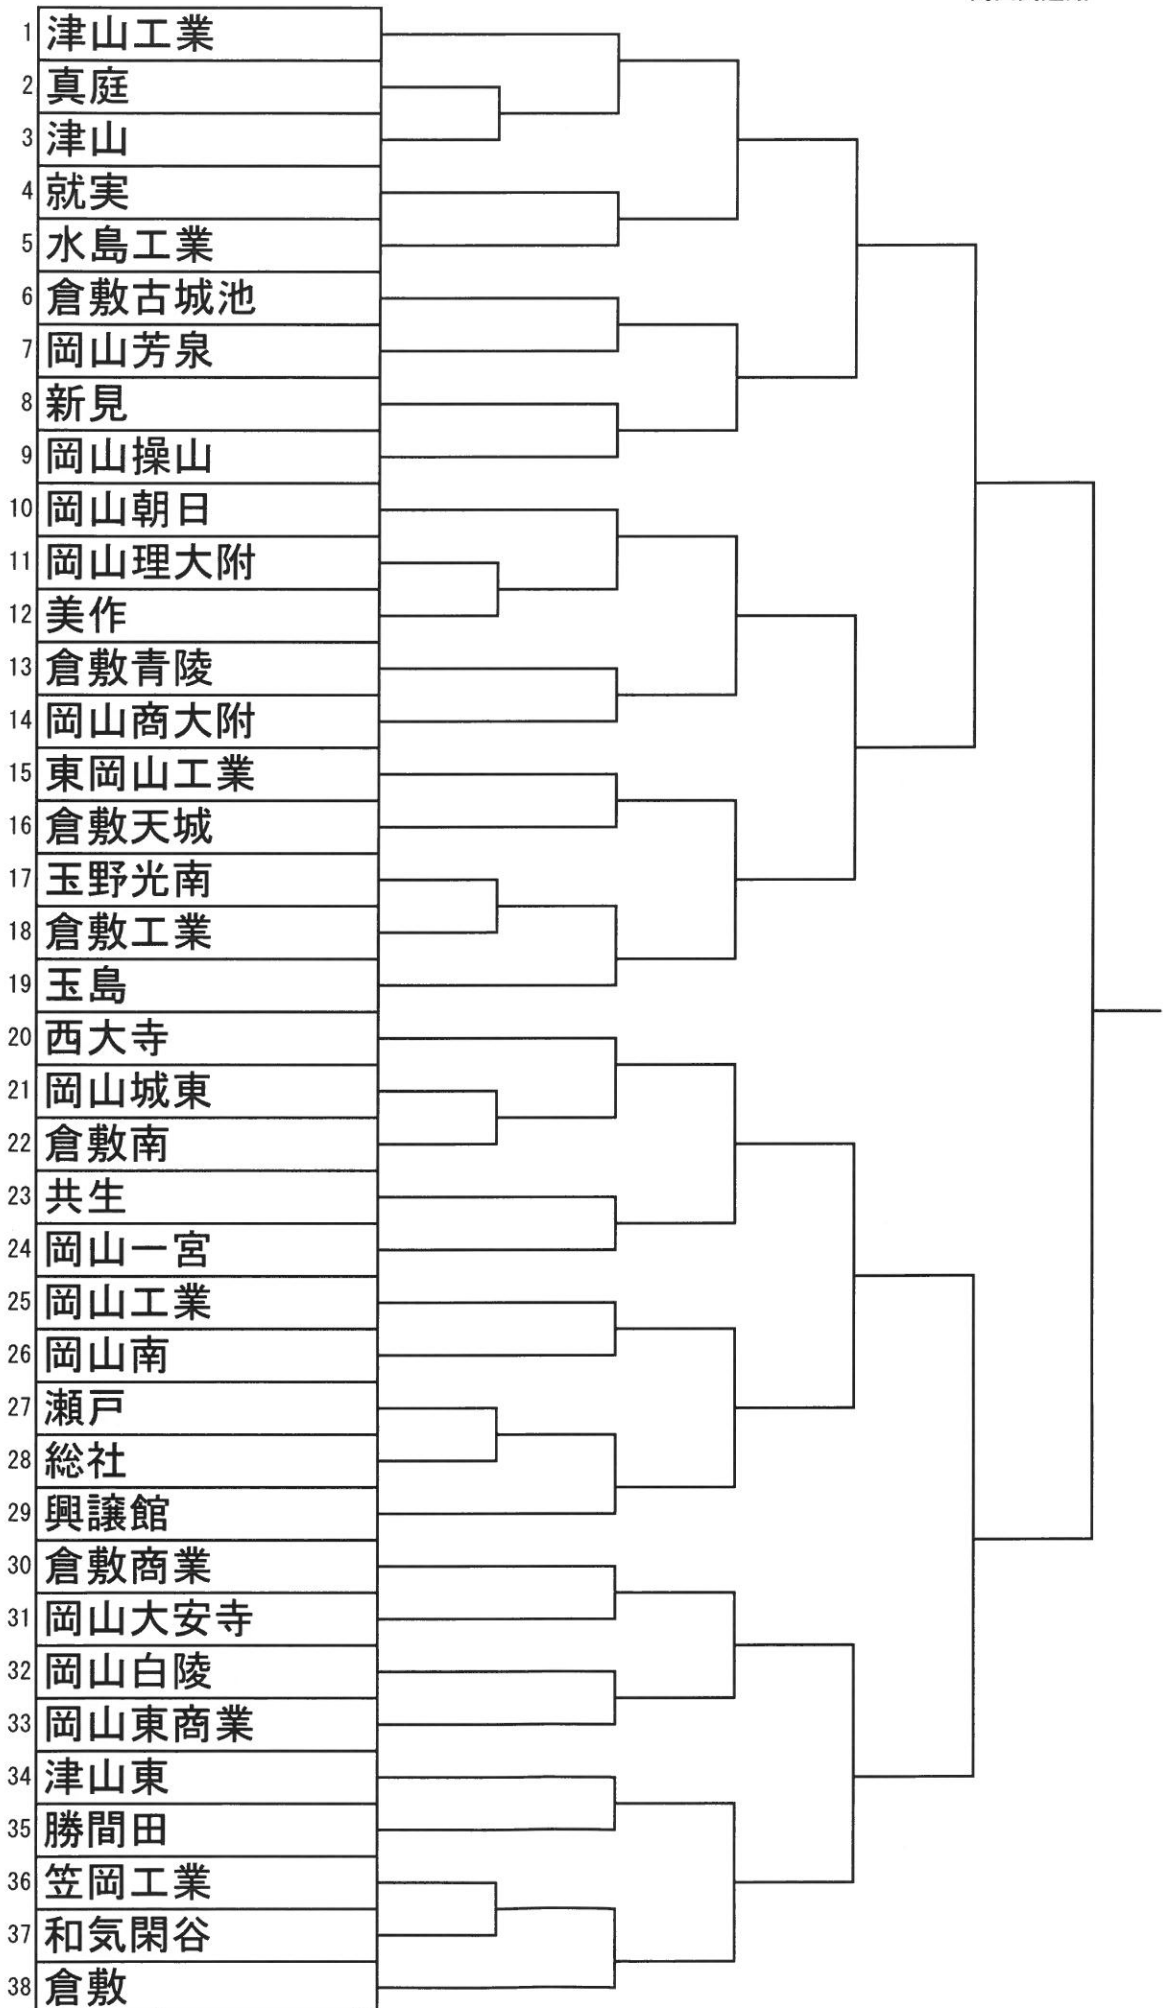 1 津山工業
2 真庭
3 津山
4 就実
5 水島工業
6 倉敷古城池
7 岡山芳泉
8 新見
9 岡山操山
10 岡山朝日
11 岡山理大附
12 美作
13 倉敷青陵
14 岡山商大附
15 東岡山工業
16 倉敷天城
17 玉野光南
18 倉敷工業
19 玉島
20 西大寺
21 岡山城東
22 倉敷南
23 共生
24 岡山一宮
25 岡山工業
26 岡山南
27 瀬戸
28 総社
29 興譲館
30 倉敷商業
31 岡山大安寺
32 岡山白陵
33 岡山東商業
34 津山東
35 勝間田
36 笠岡工業
37 和気閑谷
38 倉敷